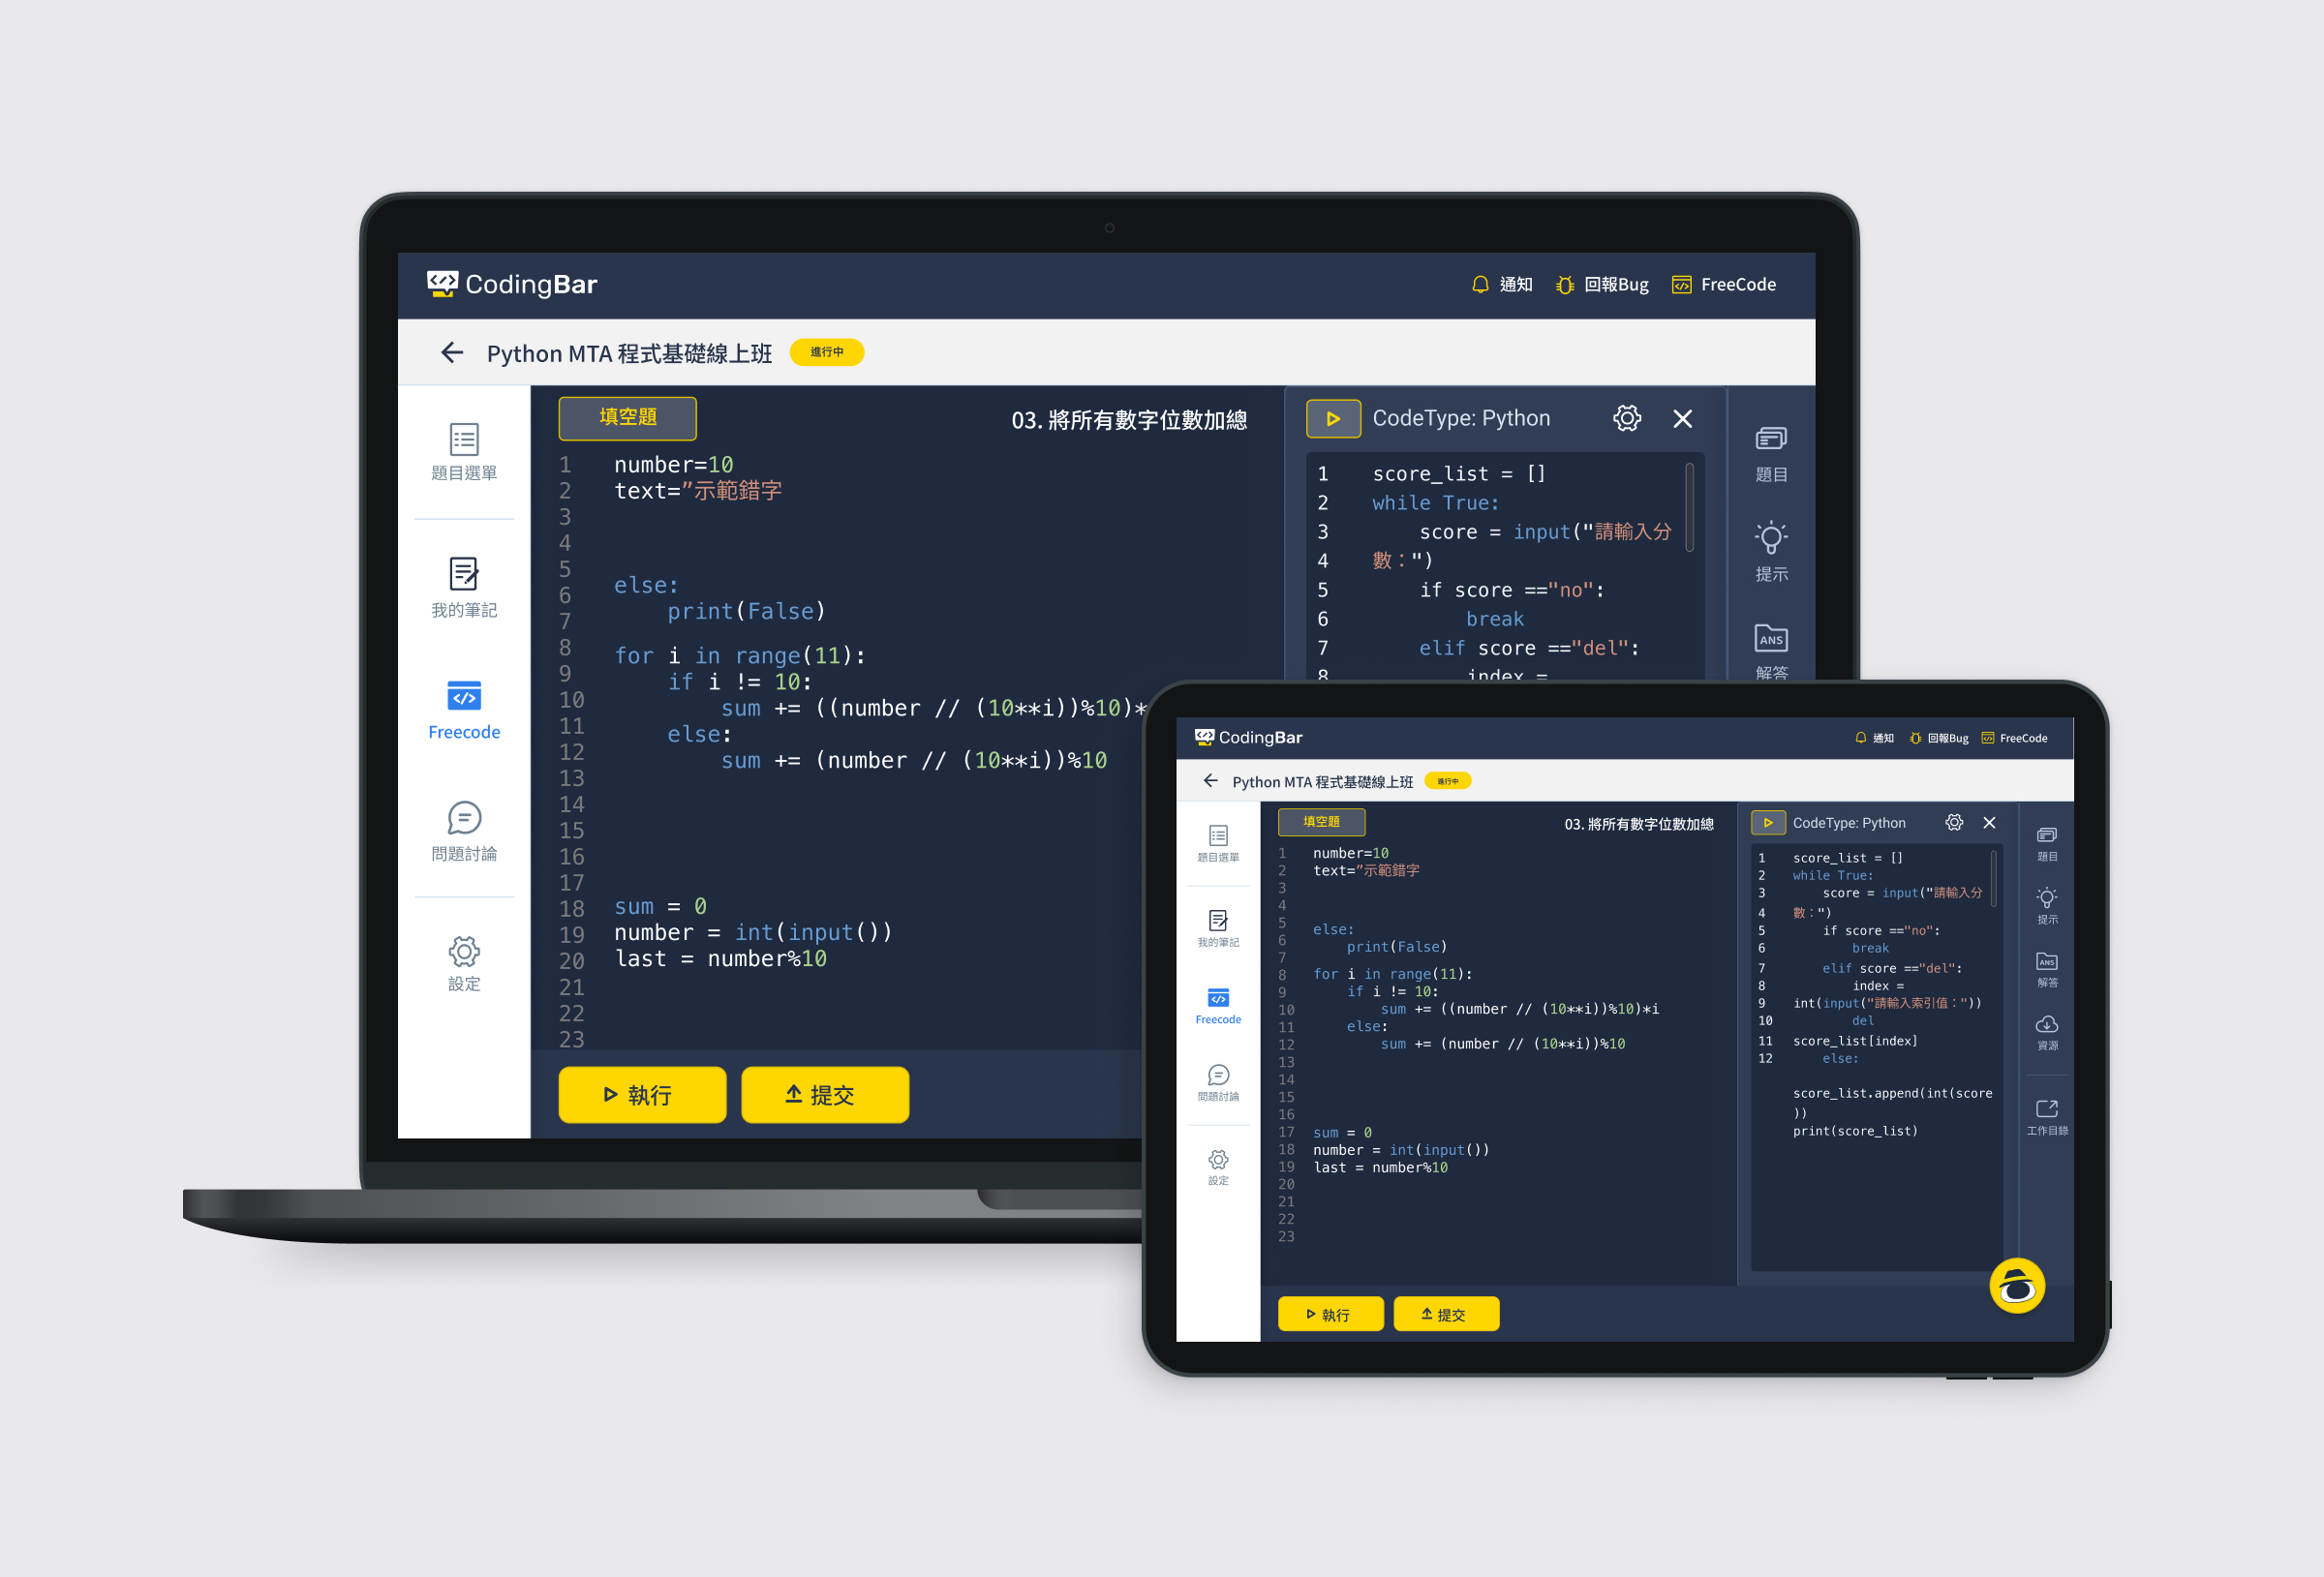 CodingBar
通知 回報Bug FreeCode
Python MTA 程式基礎線上班 進行中
題目選單
我的筆記
Freecode
問題討論
設定
填空題 03. 將所有數字位數加總
1 number=10
2 text=”示範錯字
3
4
5
6 else:
7     print(False)
8 for i in range(11):
9     if i != 10:
10         sum += ((number // (10**i))%10)*
11     else:
12         sum += (number // (10**i))%10
13
14
15
16
17
18 sum = 0
19 number = int(input())
20 last = number%10
21
22
23
執行 提交
CodeType: Python
1 score_list = []
2 while True:
3     score = input("請輸入分
4 數：")
5     if score =="no":
6         break
7     elif score =="del":
8         index =
題目
提示
ANS
解答
CodingBar
通知 回報Bug FreeCode
Python MTA 程式基礎線上班 進行中
題目選單
我的筆記
Freecode
問題討論
設定
填空題 03. 將所有數字位數加總
1 number=10
2 text=”示範錯字
3
4
5 else:
6     print(False)
7
8 for i in range(11):
9     if i != 10:
10         sum += ((number // (10**i))%10)*i
11     else:
12         sum += (number // (10**i))%10
13
14
15
16
17 sum = 0
18 number = int(input())
19 last = number%10
20
21
22
23
執行 提交
CodeType: Python
1 score_list = []
2 while True:
3     score = input("請輸入分
4 數：")
5     if score =="no":
6         break
7     elif score =="del":
8         index =
9 int(input("請輸入索引值："))
10         del
11 score_list[index]
12     else:
score_list.append(int(score
))
print(score_list)
題目
提示
ANS
解答
資源
工作目錄